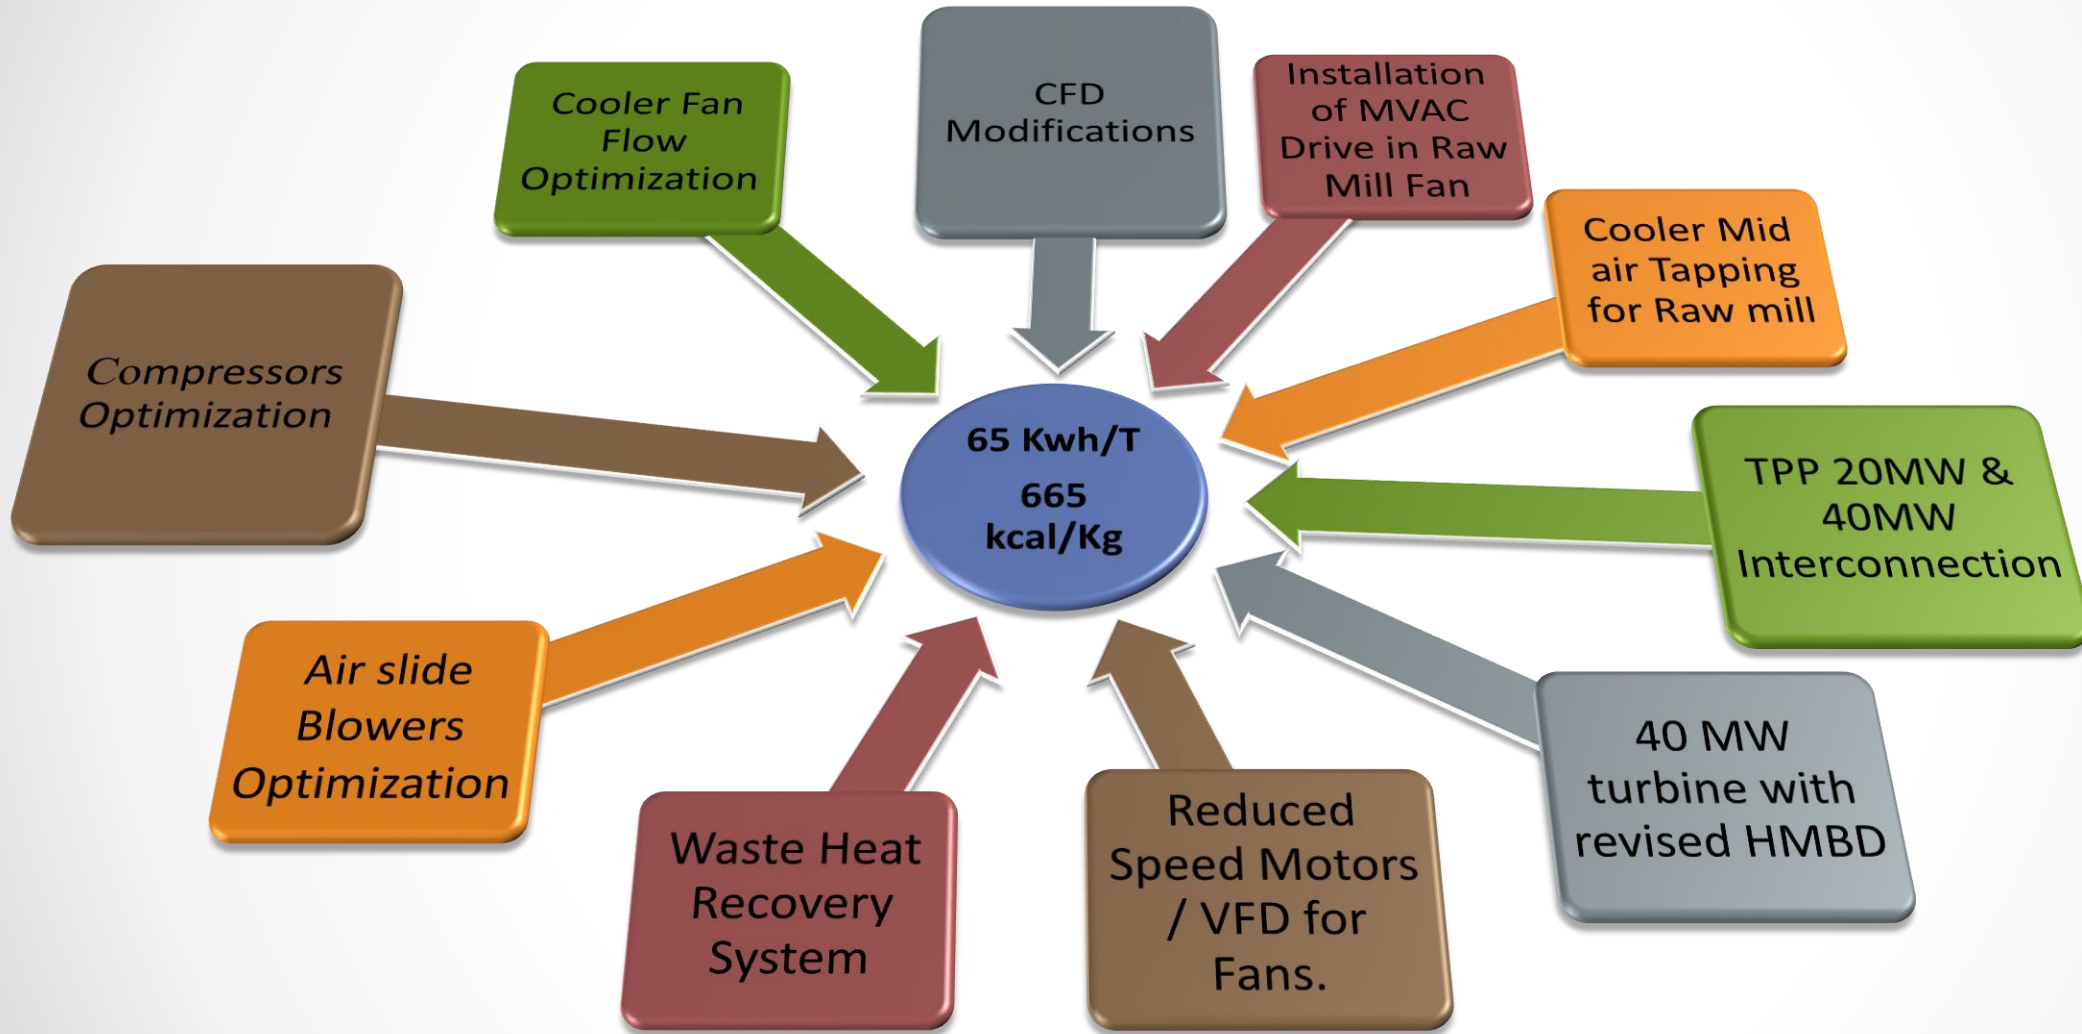 CFD
Modifications
Installation
of MVAC
Drive in Raw
Mill Fan
Cooler Mid
air Tapping
for Raw mill
TPP 20MW &
40MW
Interconnection
40 MW
turbine with
revised HMBD
Reduced
Speed Motors
/ VFD for
Fans.
Waste Heat
Recovery
System
Air slide
Blowers
Optimization
Compressors
Optimization
Cooler Fan
Flow
Optimization
65 Kwh/T
665
kcal/Kg